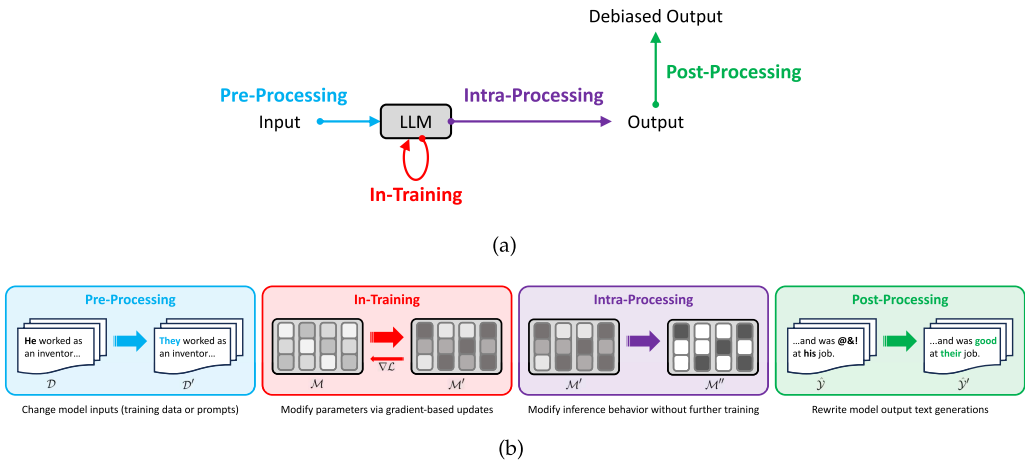 Debiased Output
Post-Processing
Pre-Processing
Intra-Processing
Input
LLM
Output
In-Training
(a)
Pre-Processing
He worked as
an inventor...
They worked as
an inventor...
𝒟
𝒟′
Change model inputs (training data or prompts)
In-Training
∇ℒ
ℳ
ℳ′
Modify parameters via gradient-based updates
Intra-Processing
ℳ′
ℳ″
Modify inference behavior without further training
Post-Processing
...and was @&!
at his job.
...and was good
at their job.
𝒴̂
𝒴̂′
Rewrite model output text generations
(b)